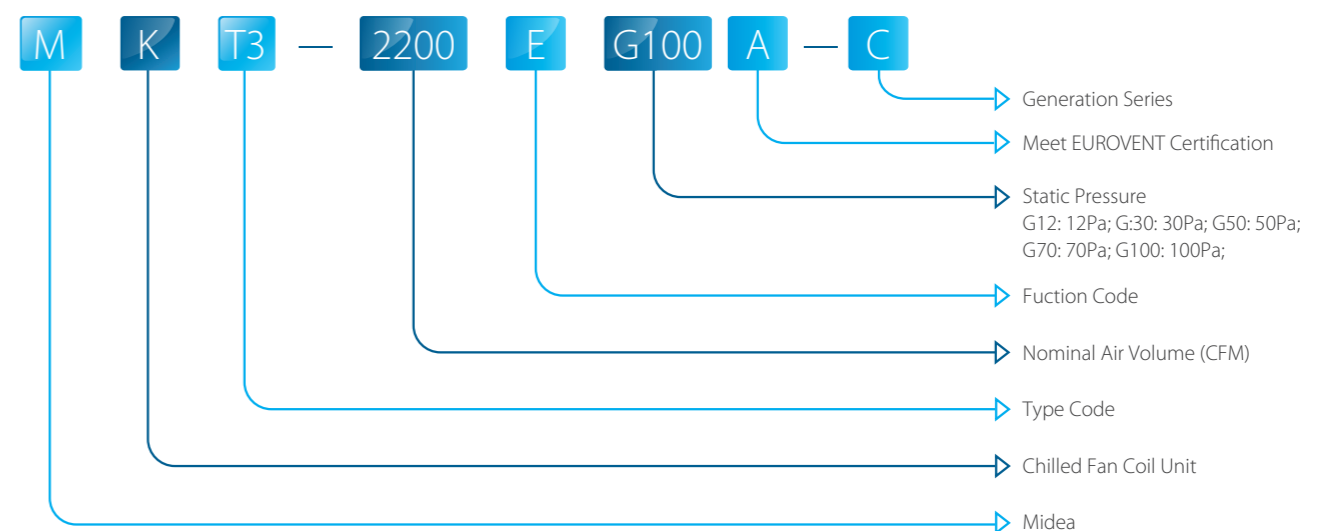 M K T3 — 2200 E G100 A — C
Generation Series
Meet EUROVENT Certification
Static Pressure
G12: 12Pa; G:30: 30Pa; G50: 50Pa;
G70: 70Pa; G100: 100Pa;
Fuction Code
Nominal Air Volume (CFM)
Type Code
Chilled Fan Coil Unit
Midea